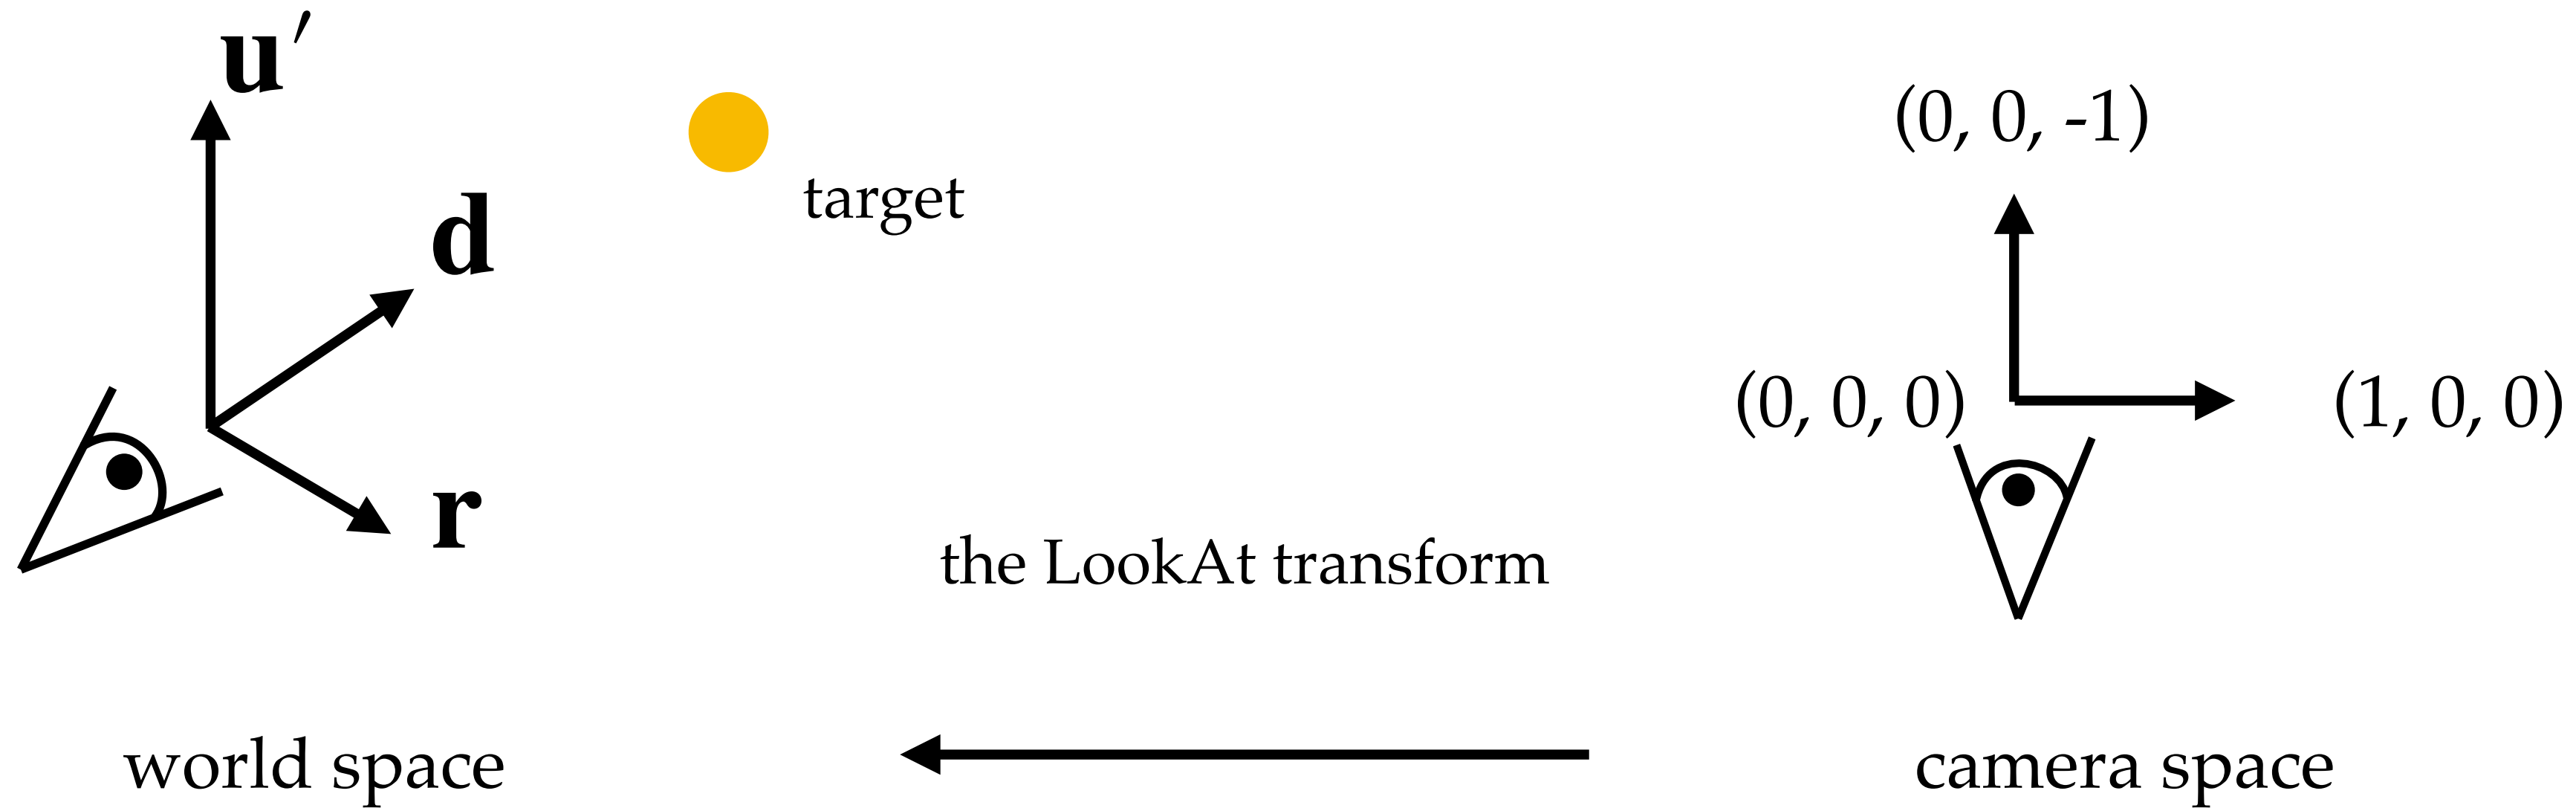 u′
d
target
r
world space
the LookAt transform
(0, 0, -1)
(0, 0, 0)
(1, 0, 0)
camera space